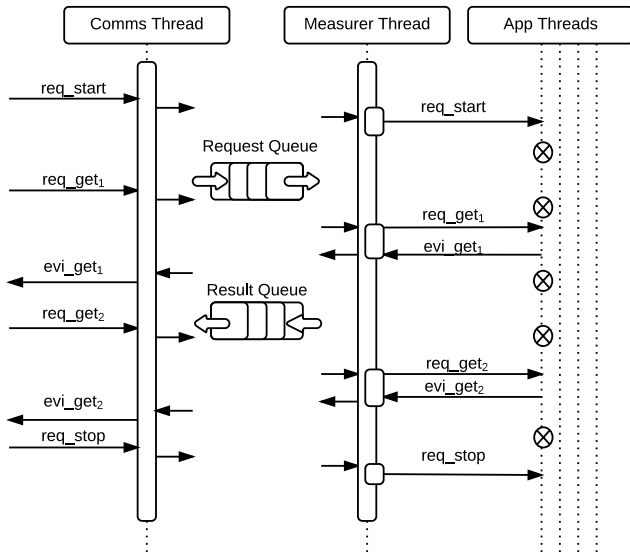 Comms Thread
Measurer Thread
App Threads
req_start
req_start
Request Queue
req_get₁
req_get₁
evi_get₁
evi_get₁
Result Queue
req_get₂
req_get₂
evi_get₂
evi_get₂
req_stop
req_stop